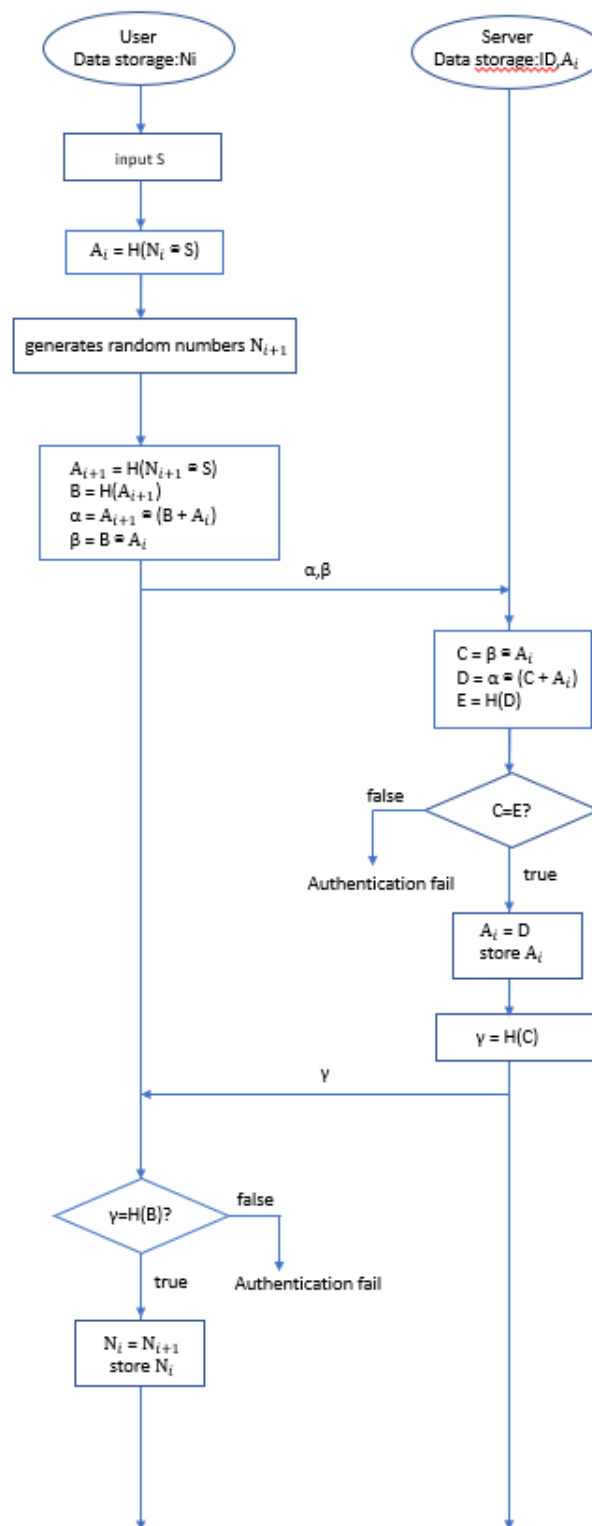 User
Data storage:Ni
Server
Data storage:ID,Aᵢ
input S
Aᵢ = H(Nᵢ ⊕ S)
generates random numbers Nᵢ₊₁
Aᵢ₊₁ = H(Nᵢ₊₁ ⊕ S)
B = H(Aᵢ₊₁)
α = Aᵢ₊₁ ⊕ (B + Aᵢ)
β = B ⊕ Aᵢ
α,β
C = β ⊕ Aᵢ
D = α ⊕ (C + Aᵢ)
E = H(D)
C=E?
false
Authentication fail
true
Aᵢ = D
store Aᵢ
γ = H(C)
γ
γ=H(B)?
false
Authentication fail
true
Nᵢ = Nᵢ₊₁
store Nᵢ